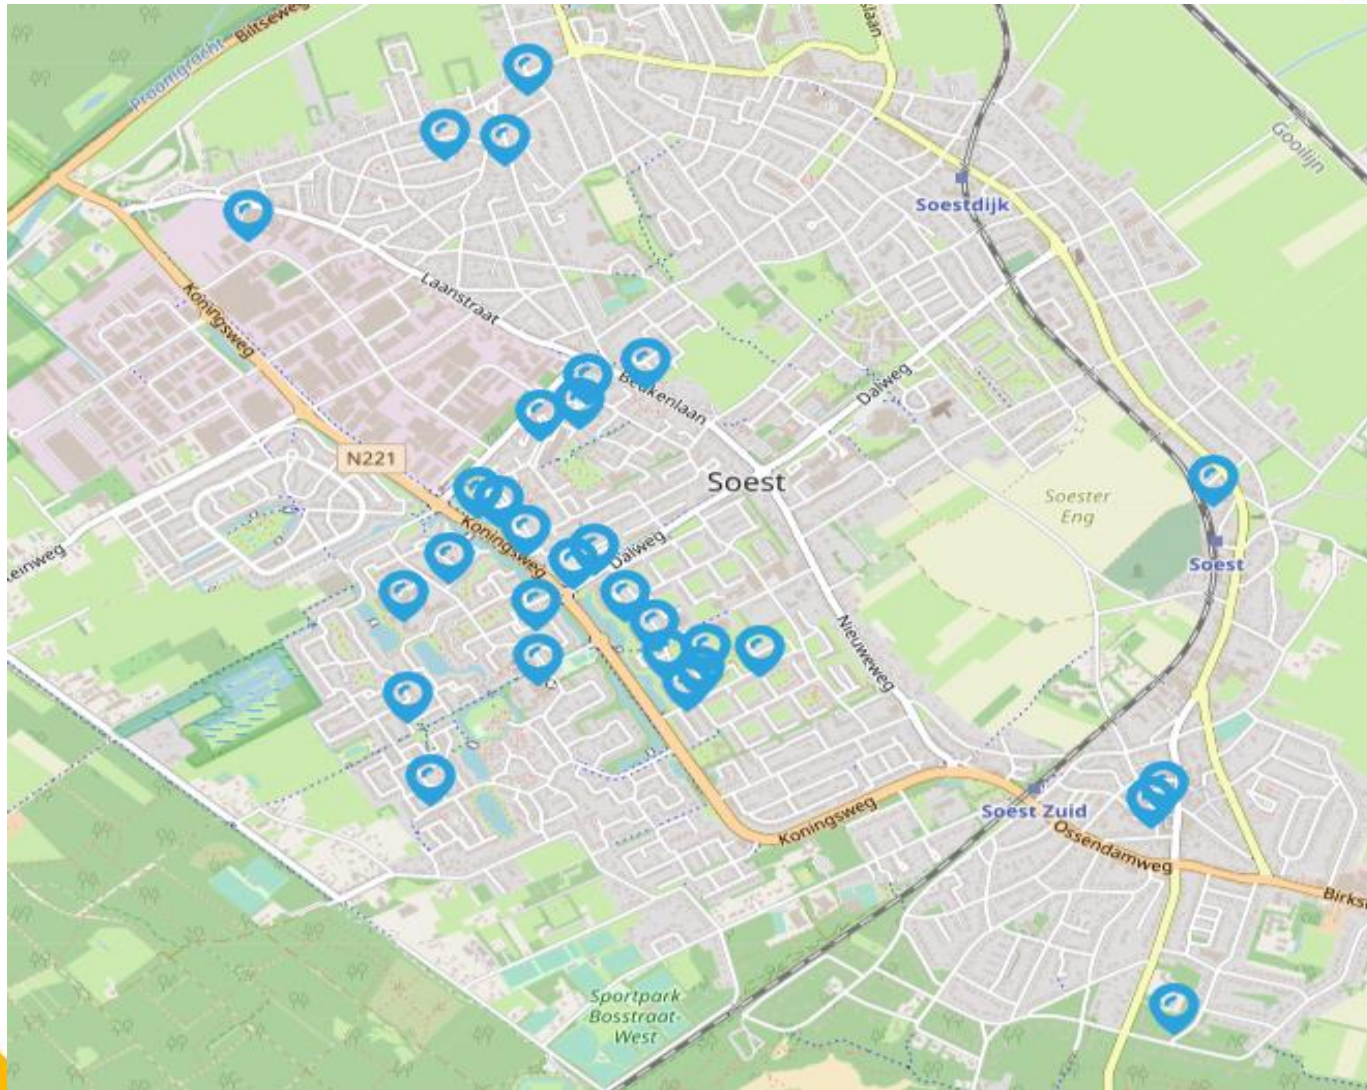 Biltseweg
Praamgracht
Gooilijn
Soestdijk
Laanstraat
Koningsweg
Beukenlaan
Dalweg
N221
Soest
Soester
Eng
Koningsweg
Dalweg
Soest
Nieuweweg
Koningsweg
Soest Zuid
Ossendamweg
Sportpark
Bosstraat-
West